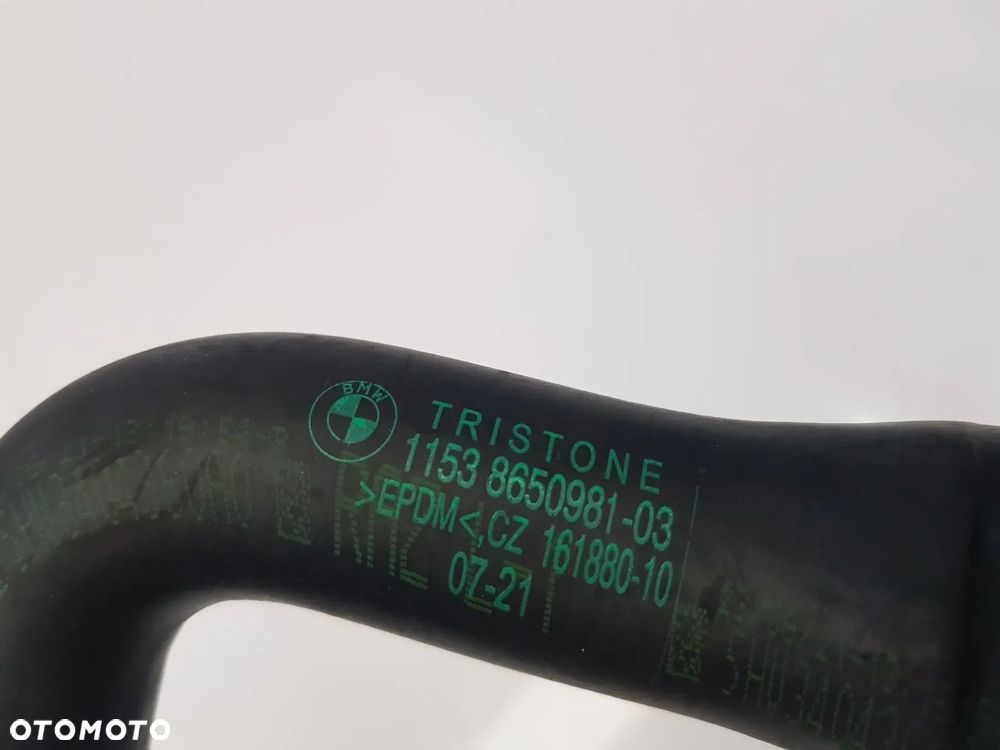 BMW
TRISTONE
1153 8650981-03
>EPDM<,CZ 161880-10
07-21
OTOMOTO